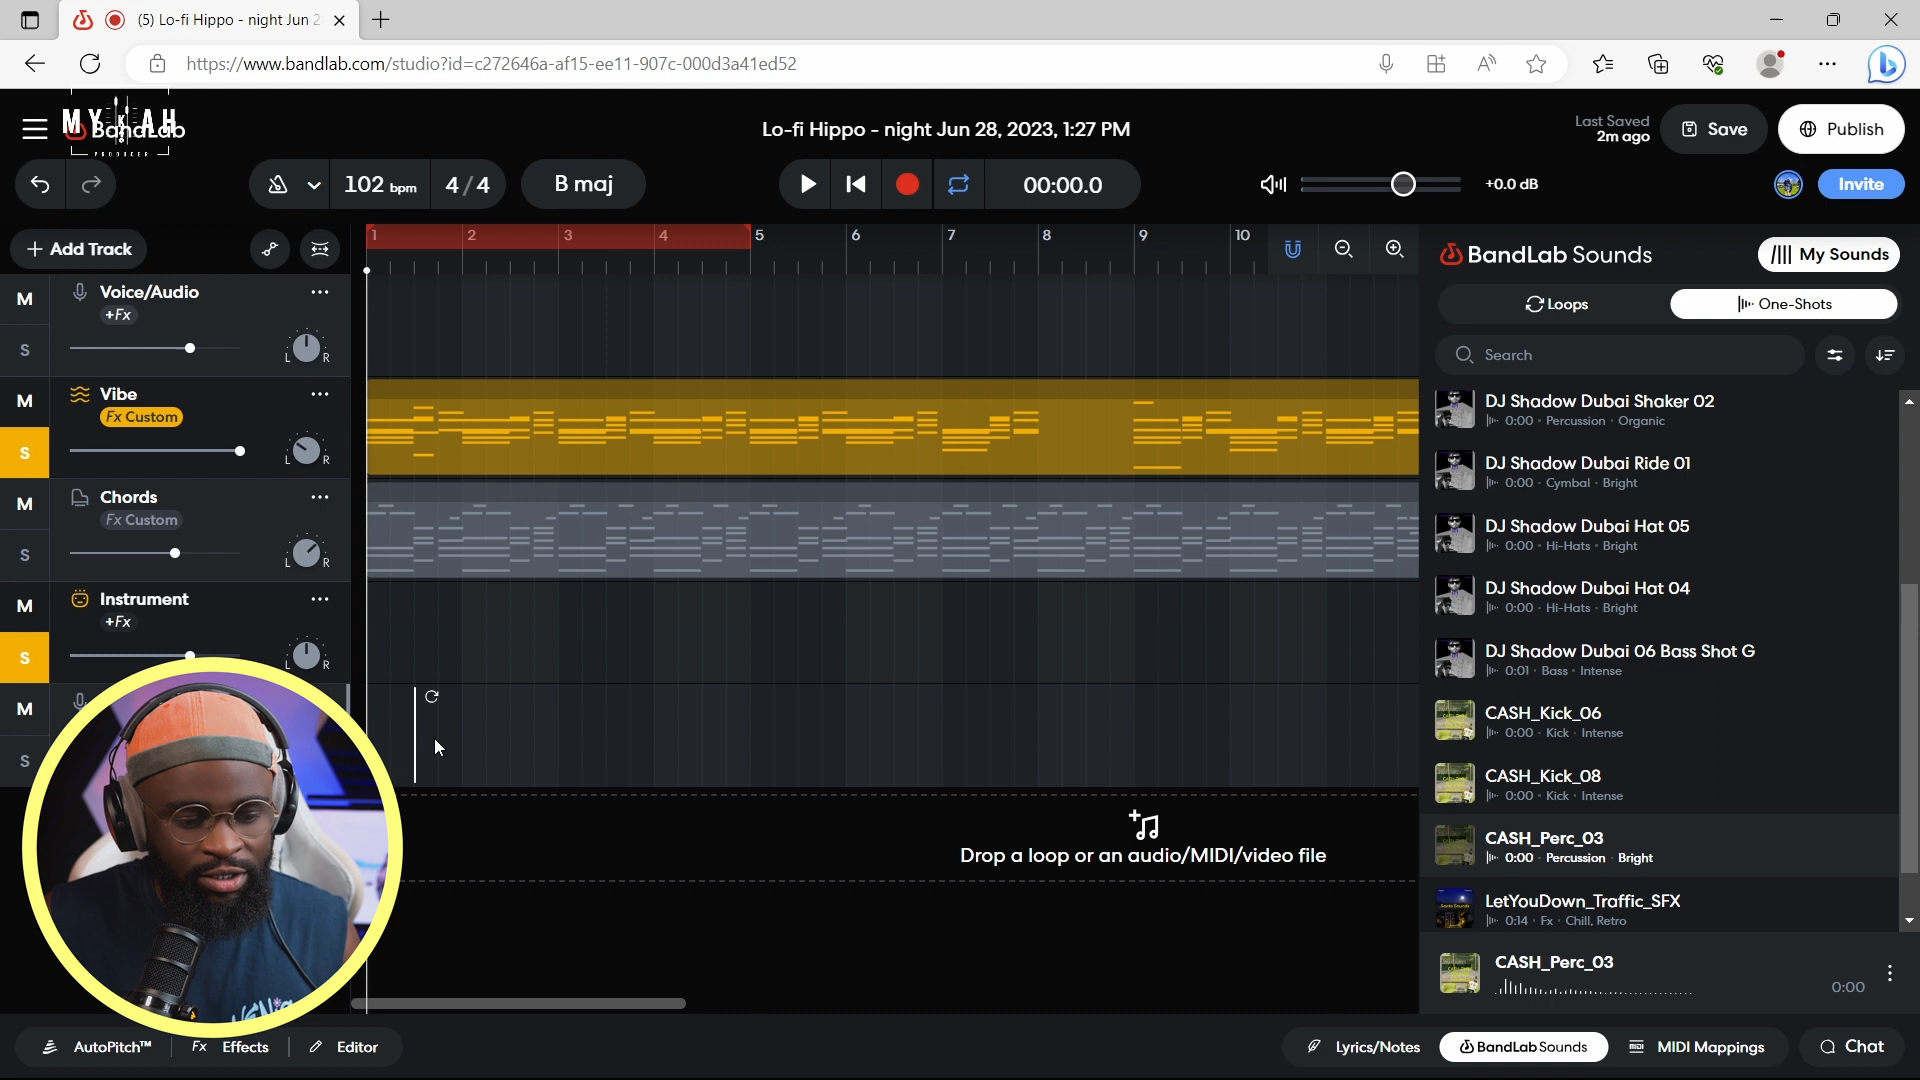 (5) Lo-fi Hippo - night Jun 2
https://www.bandlab.com/studio?id=c272646a-af15-ee11-907c-000d3a41ed52
MYKAH
PRODUCER
BandLab
Lo-fi Hippo - night Jun 28, 2023, 1:27 PM
Last Saved
2m ago
Save
Publish
102 bpm
4 / 4
B maj
00:00.0
+0.0 dB
Invite
+ Add Track
1 2 3 4 5 6 7 8 9 10
BandLab Sounds
My Sounds
Loops
One-Shots
Search
M
Voice/Audio
+Fx
S
L R
M
Vibe
Fx Custom
S
L R
M
Chords
Fx Custom
S
L R
M
Instrument
+Fx
S
L R
M
S
Drop a loop or an audio/MIDI/video file
DJ Shadow Dubai Shaker 02
0:00 · Percussion · Organic
DJ Shadow Dubai Ride 01
0:00 · Cymbal · Bright
DJ Shadow Dubai Hat 05
0:00 · Hi-Hats · Bright
DJ Shadow Dubai Hat 04
0:00 · Hi-Hats · Bright
DJ Shadow Dubai 06 Bass Shot G
0:01 · Bass · Intense
CASH_Kick_06
0:00 · Kick · Intense
CASH_Kick_08
0:00 · Kick · Intense
CASH_Perc_03
0:00 · Percussion · Bright
LetYouDown_Traffic_SFX
0:14 · Fx · Chill, Retro
CASH_Perc_03
0:00
AutoPitch™
Fx Effects
Editor
Lyrics/Notes
BandLab Sounds
MIDI Mappings
Chat